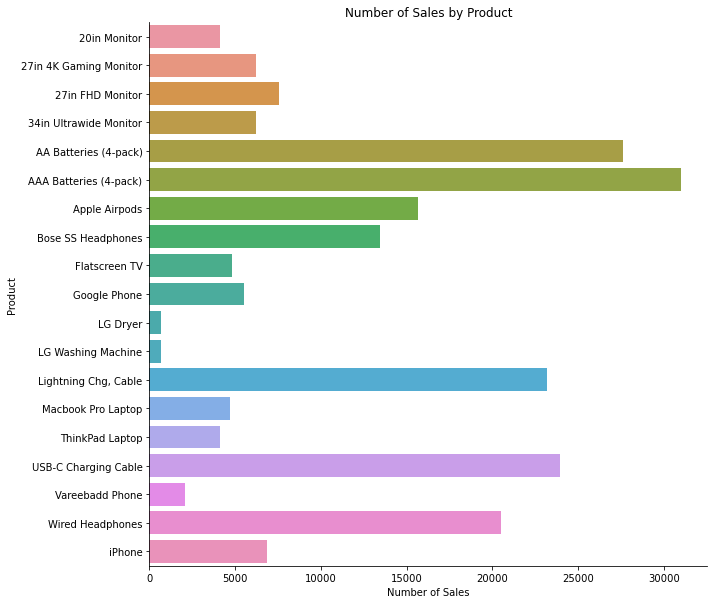 Number of Sales by Product
20in Monitor
27in 4K Gaming Monitor
27in FHD Monitor
34in Ultrawide Monitor
AA Batteries (4-pack)
AAA Batteries (4-pack)
Apple Airpods
Bose SS Headphones
Flatscreen TV
Google Phone
LG Dryer
LG Washing Machine
Lightning Chg, Cable
Macbook Pro Laptop
ThinkPad Laptop
USB-C Charging Cable
Vareebadd Phone
Wired Headphones
iPhone
Product
0 5000 10000 15000 20000 25000 30000
Number of Sales